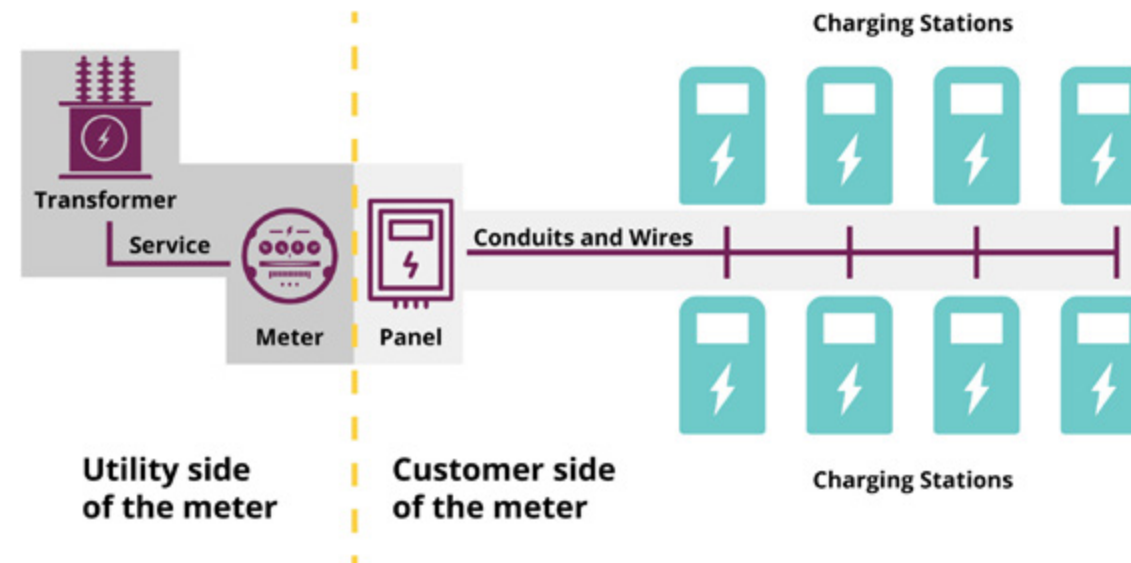 Charging Stations
Transformer
Service
Conduits and Wires
Meter
Panel
Utility side
of the meter
Customer side
of the meter
Charging Stations